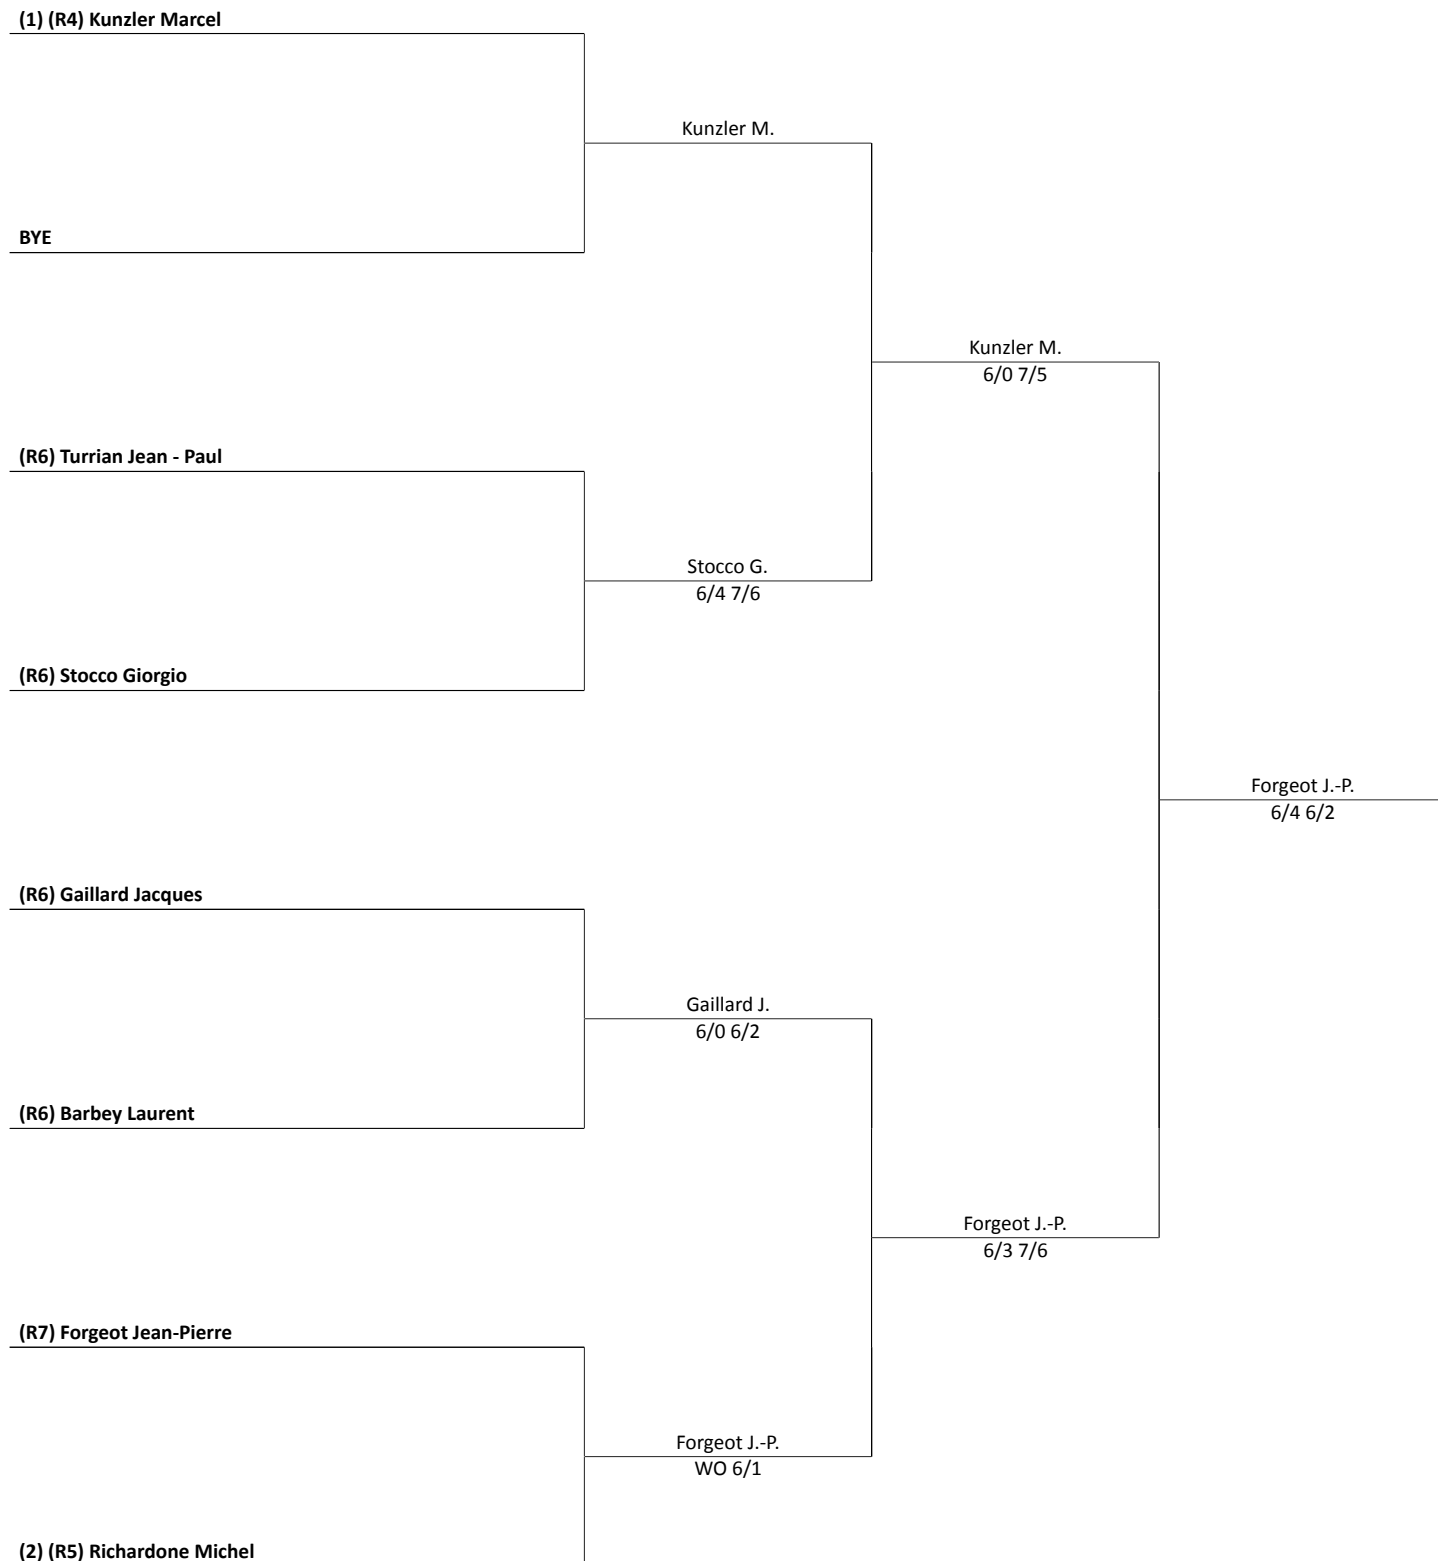 (1) (R4) Kunzler Marcel
Kunzler M.
BYE
Kunzler M.
6/0 7/5
(R6) Turrian Jean - Paul
Stocco G.
6/4 7/6
(R6) Stocco Giorgio
Forgeot J.-P.
6/4 6/2
(R6) Gaillard Jacques
Gaillard J.
6/0 6/2
(R6) Barbey Laurent
Forgeot J.-P.
6/3 7/6
(R7) Forgeot Jean-Pierre
Forgeot J.-P.
WO 6/1
(2) (R5) Richardone Michel